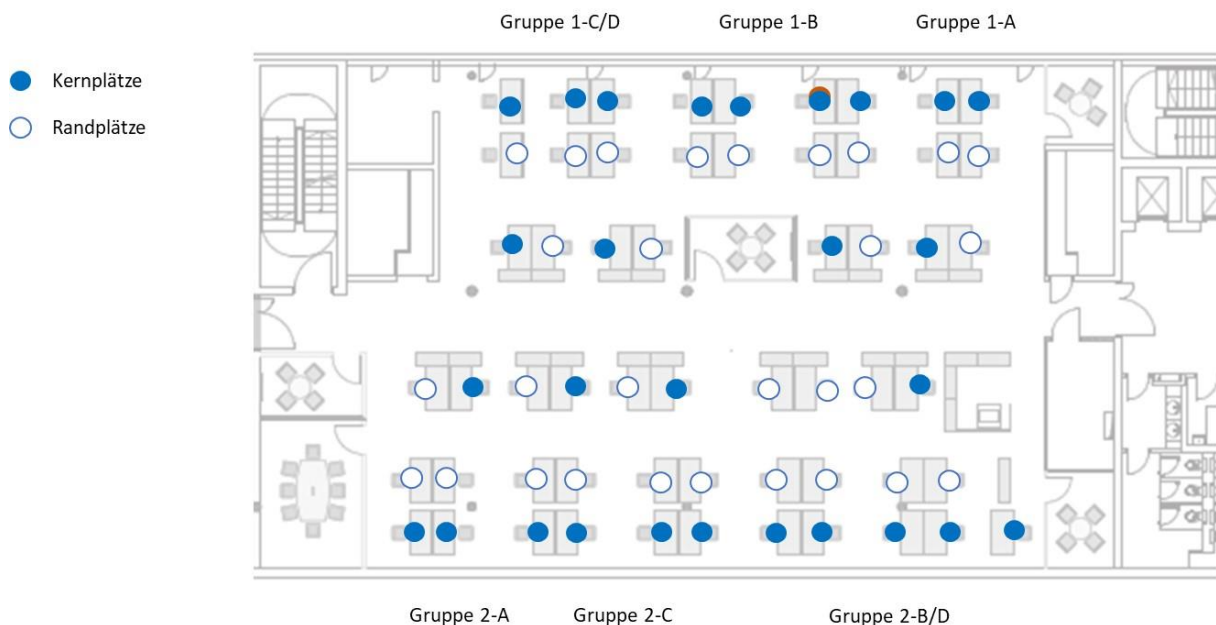 Gruppe 1-C/D
Gruppe 1-B
Gruppe 1-A
Kernplätze
Randplätze
Gruppe 2-A
Gruppe 2-C
Gruppe 2-B/D